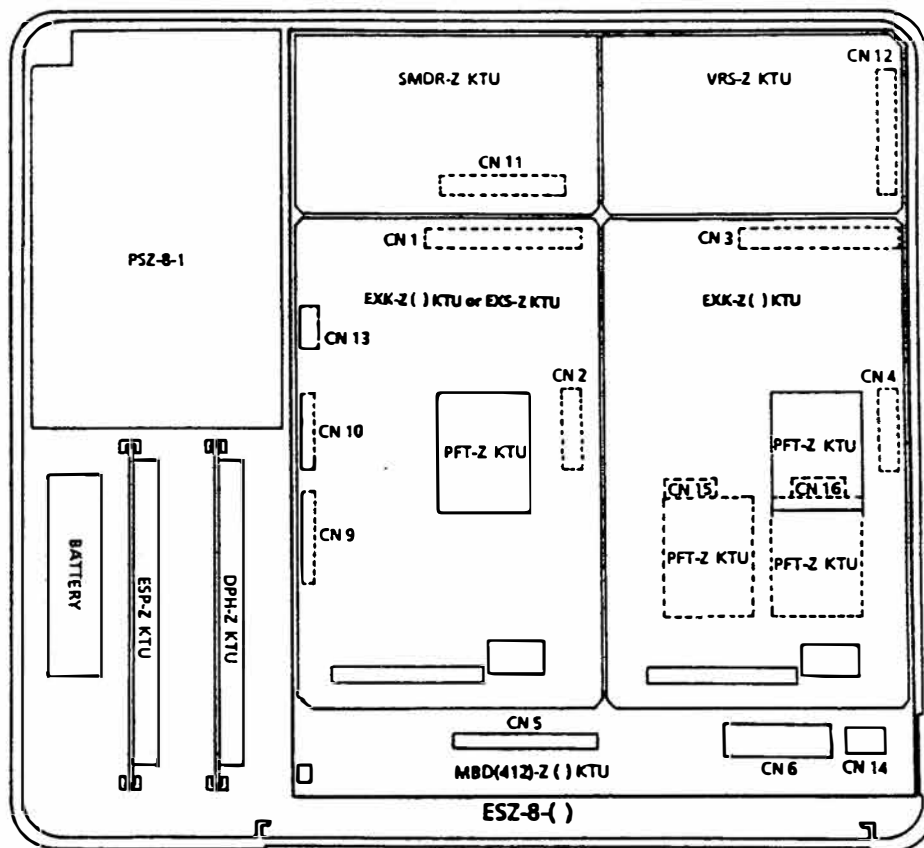 CN 12
SMDR-Z KTU
VRS-Z KTU
CN 11
CN 1
CN 3
PSZ-8-1
EXK-Z ( ) KTU or EXS-Z KTU
EXK-Z ( ) KTU
CN 13
CN 2
CN 4
CN 10
PFT-Z KTU
PFT-Z KTU
CN 15
CN 16
CN 9
PFT-Z KTU
PFT-Z KTU
BATTERY
ESP-Z KTU
DPH-Z KTU
CN 5
MBD(412)-Z ( ) KTU
CN 6
CN 14
ESZ-8-( )